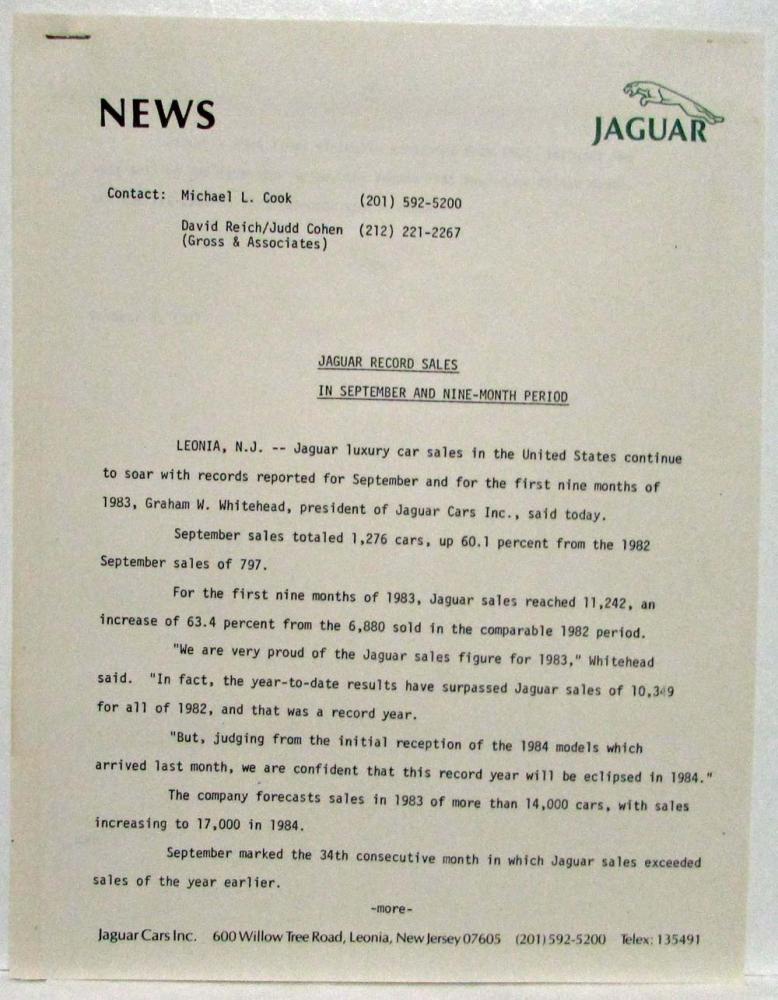 NEWS
JAGUAR
Contact: Michael L. Cook (201) 592-5200
David Reich/Judd Cohen (212) 221-2267
(Gross & Associates)
JAGUAR RECORD SALES
IN SEPTEMBER AND NINE-MONTH PERIOD
LEONIA, N.J. -- Jaguar luxury car sales in the United States continue
to soar with records reported for September and for the first nine months of
1983, Graham W. Whitehead, president of Jaguar Cars Inc., said today.
September sales totaled 1,276 cars, up 60.1 percent from the 1982
September sales of 797.
For the first nine months of 1983, Jaguar sales reached 11,242, an
increase of 63.4 percent from the 6,880 sold in the comparable 1982 period.
"We are very proud of the Jaguar sales figure for 1983," Whitehead
said. "In fact, the year-to-date results have surpassed Jaguar sales of 10,349
for all of 1982, and that was a record year.
"But, judging from the initial reception of the 1984 models which
arrived last month, we are confident that this record year will be eclipsed in 1984."
The company forecasts sales in 1983 of more than 14,000 cars, with sales
increasing to 17,000 in 1984.
September marked the 34th consecutive month in which Jaguar sales exceeded
sales of the year earlier.
-more-
Jaguar Cars Inc. 600 Willow Tree Road, Leonia, New Jersey 07605 (201) 592-5200 Telex: 135491